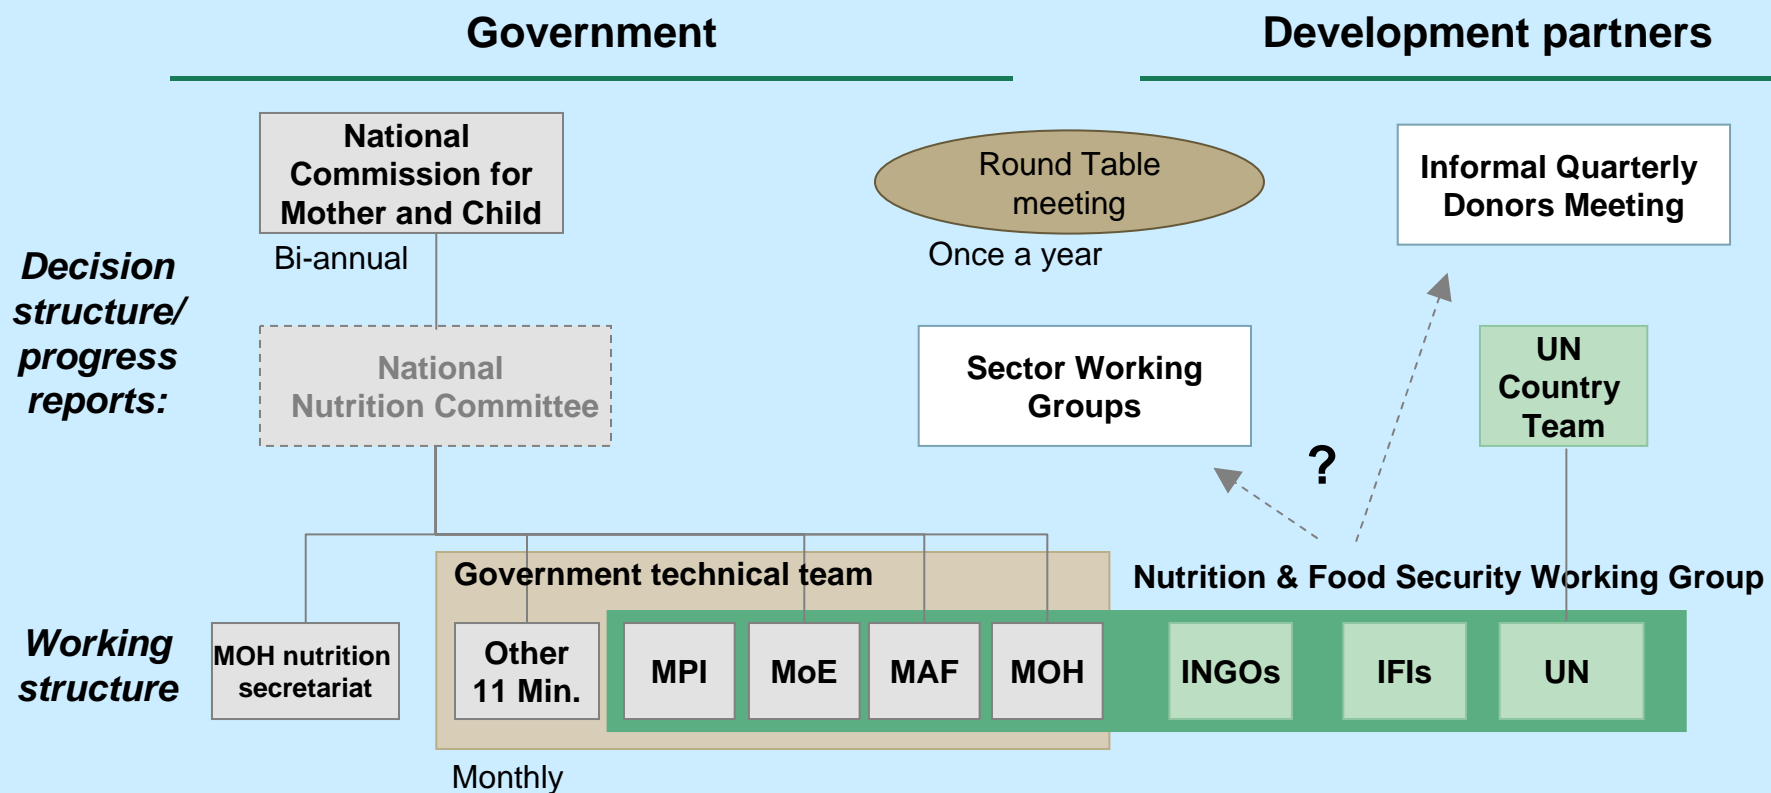 Government
Development partners
National
Commission for
Mother and Child
Bi-annual
Round Table
meeting
Once a year
Informal Quarterly
Donors Meeting
Decision
structure/
progress
reports:
National
Nutrition Committee
Sector Working
Groups
UN
Country
Team
?
Government technical team
Nutrition & Food Security Working Group
Working
structure
MOH nutrition
secretariat
Other
11 Min.
MPI
MoE
MAF
MOH
INGOs
IFIs
UN
Monthly